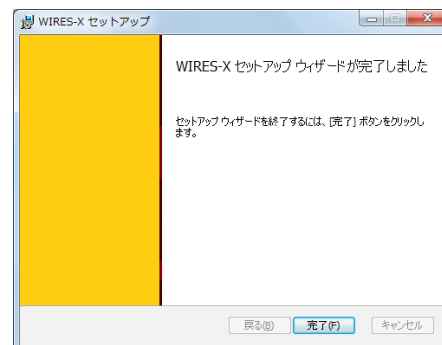 WIRES-X セットアップ
WIRES-X セットアップ ウィザードが完了しました
セットアップ ウィザードを終了するには、[完了] ボタンをクリックし
ます。
戻る(B) 完了(F) キャンセル